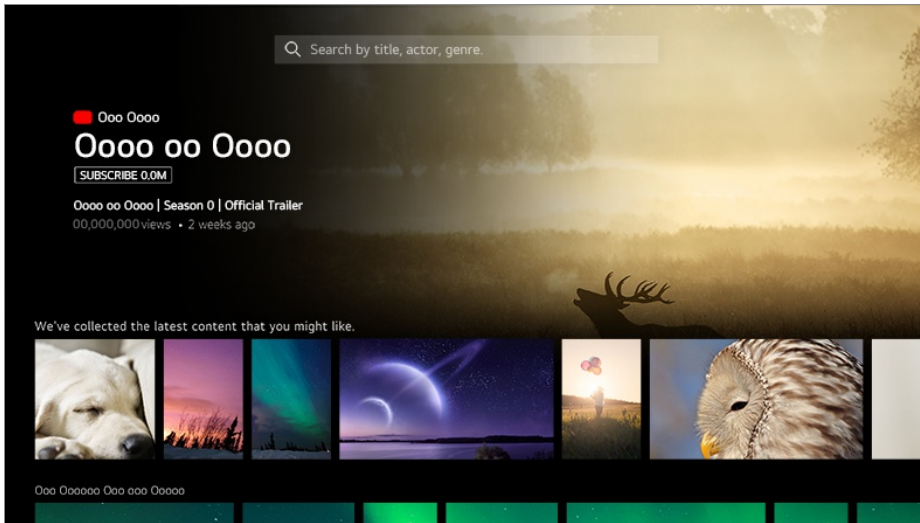 Search by title, actor, genre.
Ooo Oooo
Oooo oo Oooo
SUBSCRIBE 0.0M
Oooo oo Oooo | Season 0 | Official Trailer
00,000,000 views • 2 weeks ago
We've collected the latest content that you might like.
Ooo Oooooo Ooo ooo Ooooo